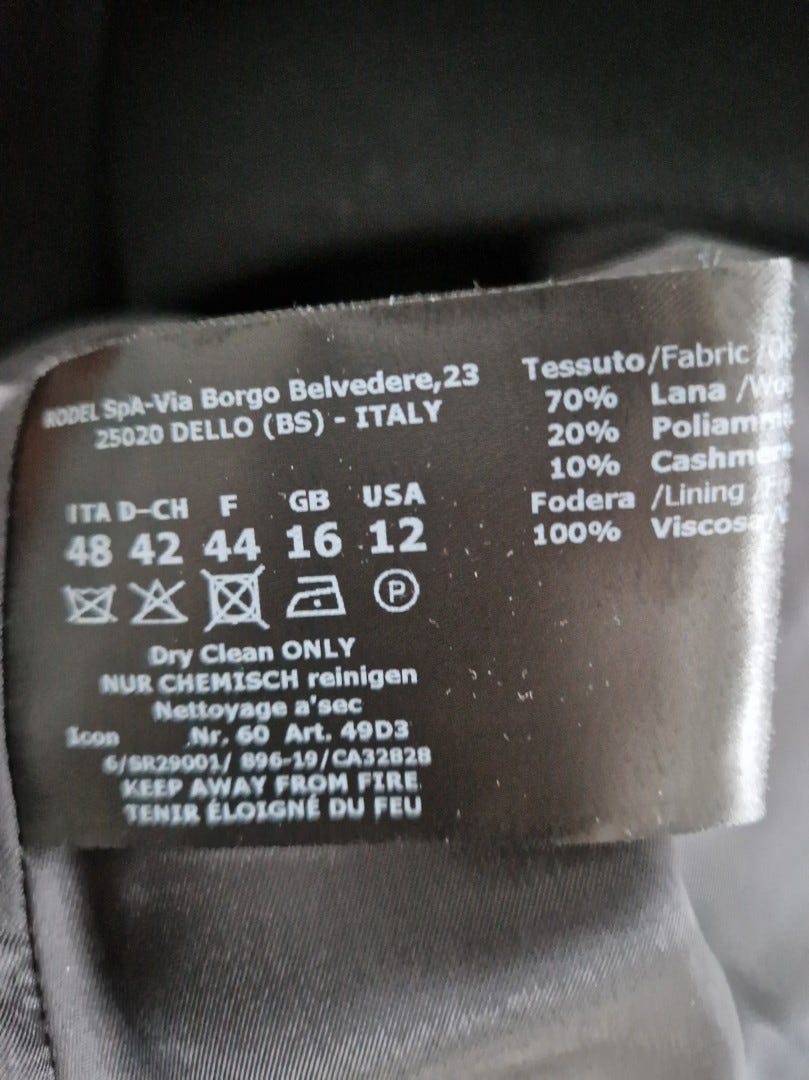 MODEL SpA-Via Borgo Belvedere,23
25020 DELLO (BS) - ITALY
ITA D-CH F GB USA
48 42 44 16 12
P
Dry Clean ONLY
NUR CHEMISCH reinigen
Nettoyage a'sec
Icon Nr. 60 Art. 49D3
6/SR29001/ 896-19/CA32828
KEEP AWAY FROM FIRE
TENIR ÉLOIGNÉ DU FEU
Tessuto/Fabric
70% Lana
20%
10% Cashmere
Fodera /Lining
100% Viscosa